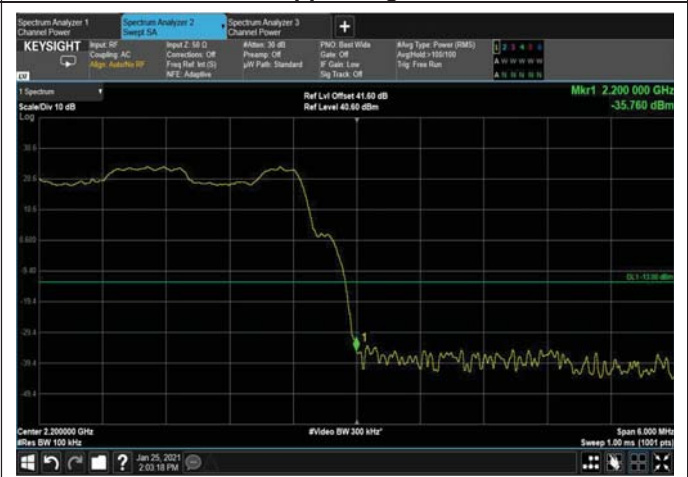 Spectrum Analyzer 1
Channel Power
Spectrum Analyzer 2
Swept SA
Spectrum Analyzer 3
Channel Power
+
KEYSIGHT
Input: RF
Coupling: AC
Align: Auto/No RF
Input Z: 50 Ω
Corrections: Off
Freq Ref: Int (S)
NFE: Adaptive
#Atten: 30 dB
Preamp: Off
µW Path: Standard
PNO: Best Wide
Gate: Off
IF Gain: Low
Sig Track: Off
#Avg Type: Power (RMS)
Avg|Hold:>100/100
Trig: Free Run
1 2 3 4 5 6
A W W W W W
A N N N N N
LXI
1 Spectrum
Scale/Div 10 dB
Log
Ref Lvl Offset 41.60 dB
Ref Level 40.60 dBm
Mkr1 2.200 000 GHz
-35.760 dBm
30.6
20.6
10.6
0.600
-9.40
DL1 -13.00 dBm
-19.4
-29.4
1
-39.4
-49.4
Center 2.200000 GHz
#Res BW 100 kHz
#Video BW 300 kHz*
Span 6.000 MHz
Sweep 1.00 ms (1001 pts)
?
Jan 25, 2021
2:03:18 PM